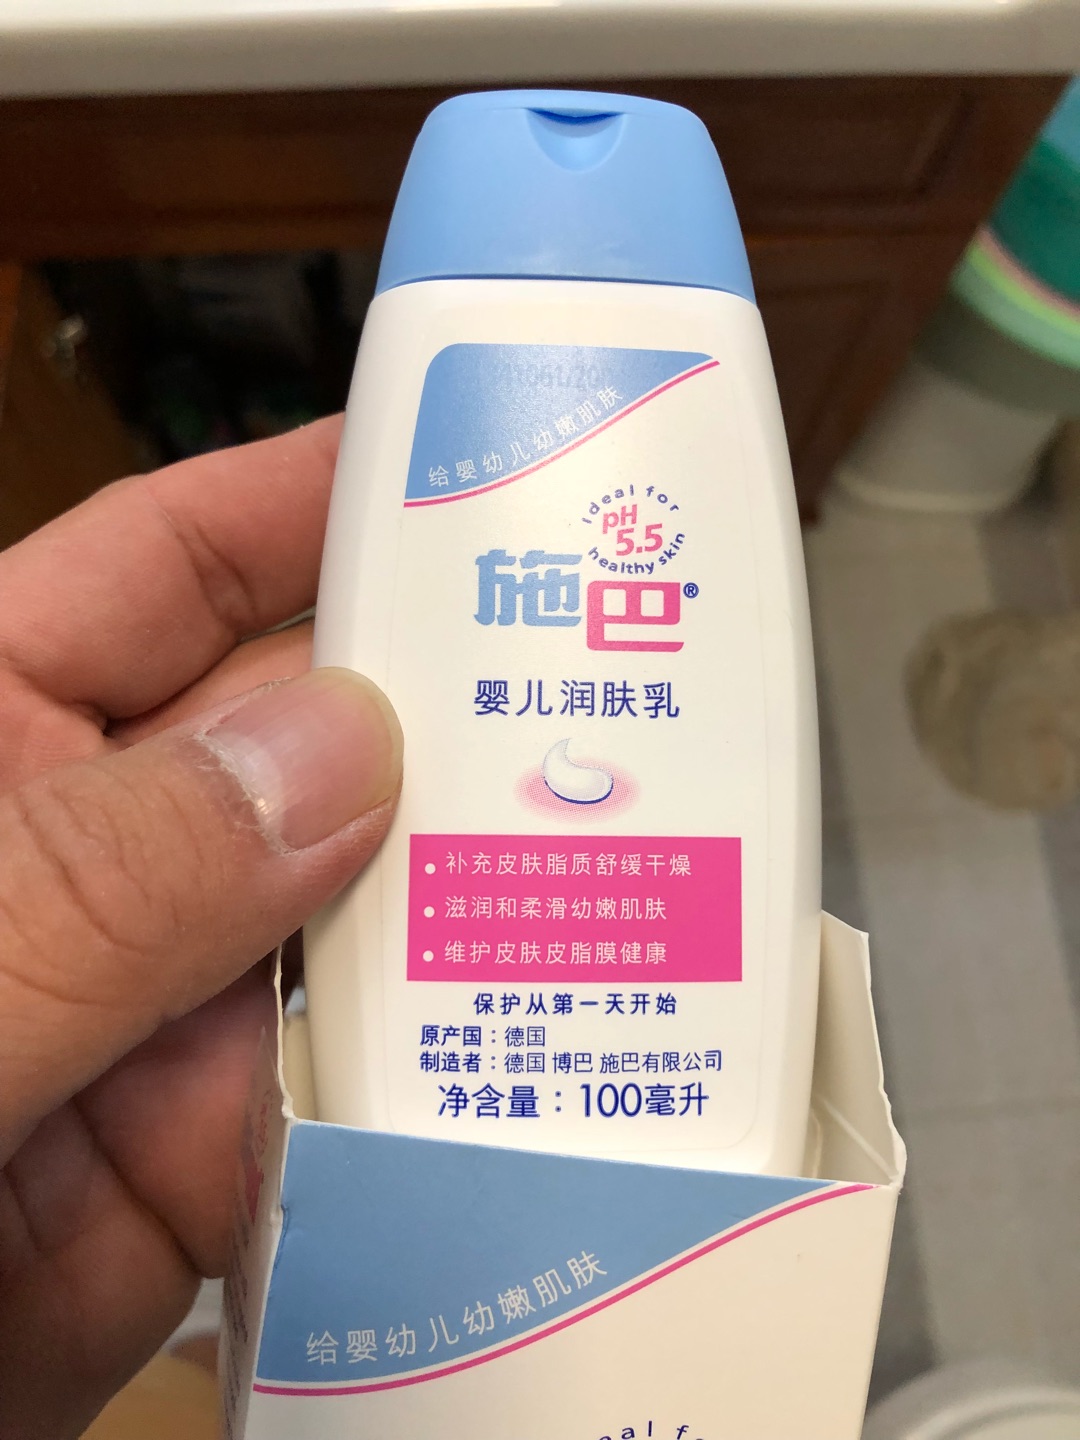 给婴幼儿幼嫩肌肤
ideal for
pH
5.5
healthy skin
施巴®
婴儿润肤乳
• 补充皮肤脂质舒缓干燥
• 滋润和柔滑幼嫩肌肤
• 维护皮肤皮脂膜健康
保护从第一天开始
原产国：德国
制造者：德国 博巴 施巴有限公司
净含量：100毫升
给婴幼儿幼嫩肌肤